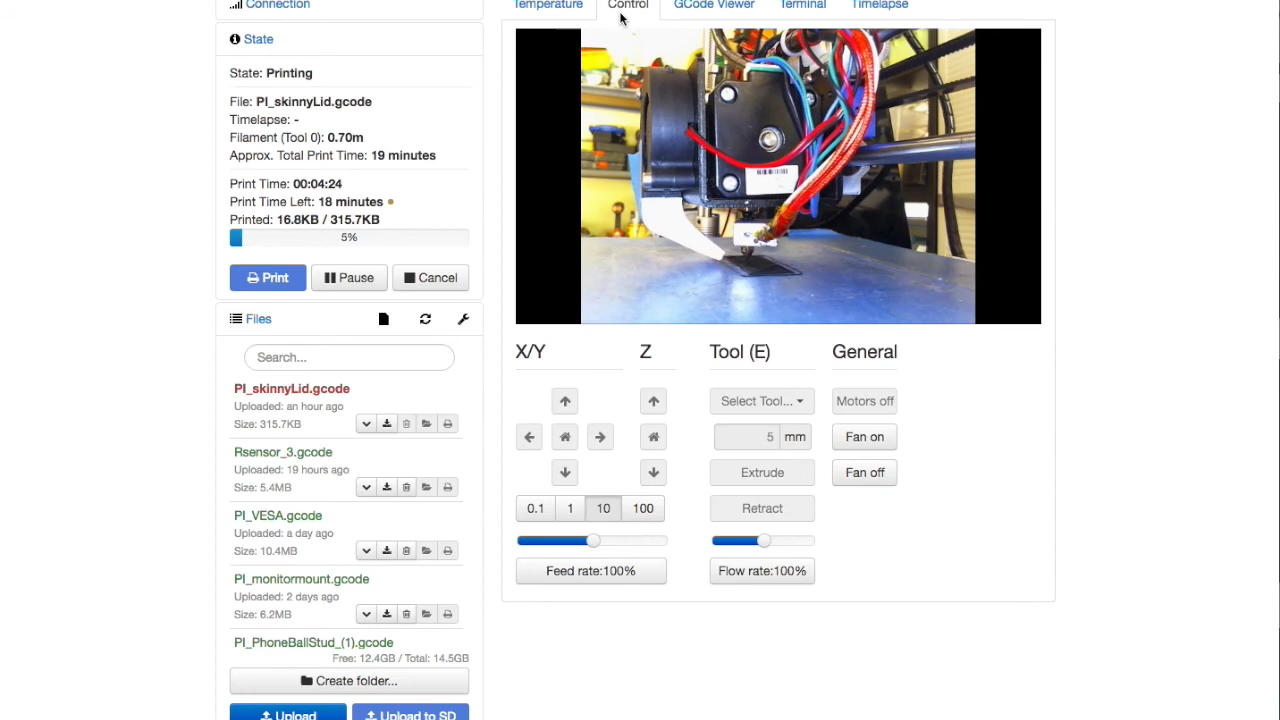 Connection
State
State: Printing
File: PI_skinnyLid.gcode
Timelapse: -
Filament (Tool 0): 0.70m
Approx. Total Print Time: 19 minutes
Print Time: 00:04:24
Print Time Left: 18 minutes
Printed: 16.8KB / 315.7KB
5%
Print Pause Cancel
Files
Search...
PI_skinnyLid.gcode
Uploaded: an hour ago
Size: 315.7KB
Rsensor_3.gcode
Uploaded: 19 hours ago
Size: 5.4MB
PI_VESA.gcode
Uploaded: a day ago
Size: 10.4MB
PI_monitormount.gcode
Uploaded: 2 days ago
Size: 6.2MB
PI_PhoneBallStud_(1).gcode
Free: 12.4GB / Total: 14.5GB
Create folder...
Upload Upload to SD
Temperature Control GCode Viewer Terminal Timelapse
X/Y Z Tool (E) General
Select Tool... Motors off
5 mm Fan on
Extrude Fan off
0.1 1 10 100 Retract
Feed rate:100% Flow rate:100%